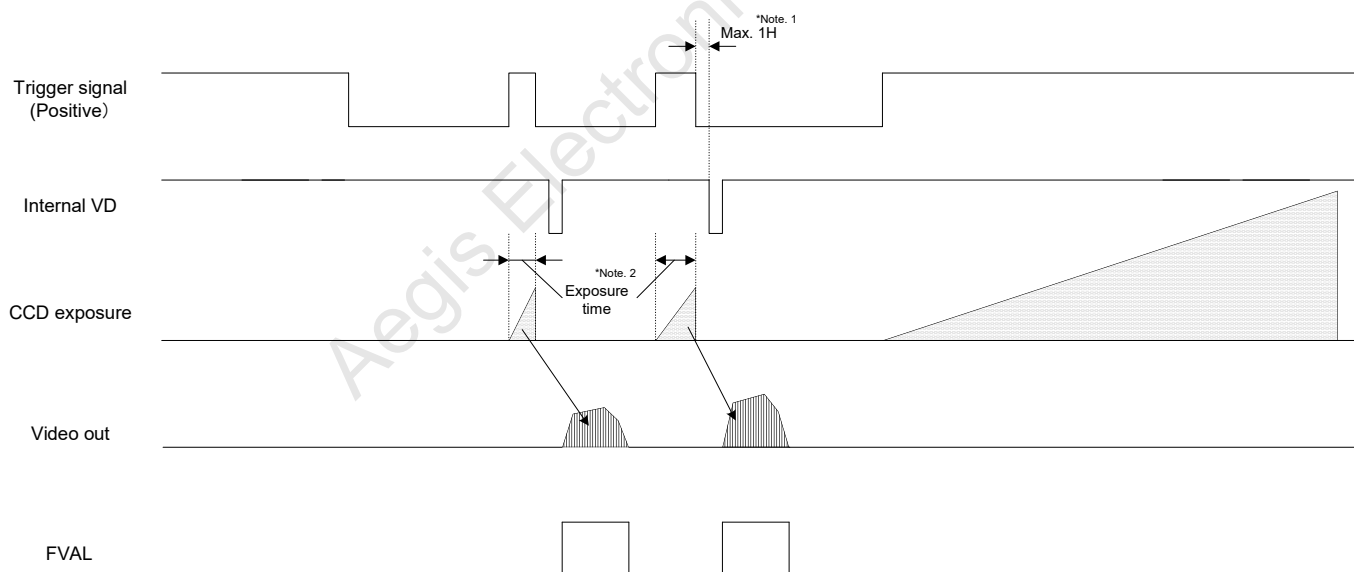 *Note. 1
Max. 1H
Trigger signal
(Positive)
Internal VD
*Note. 2
Exposure
time
CCD exposure
Video out
FVAL
Aegis Electron